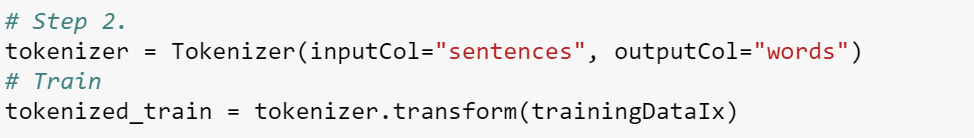 # Step 2.
tokenizer = Tokenizer(inputCol="sentences", outputCol="words")
# Train
tokenized_train = tokenizer.transform(trainingDataIx)